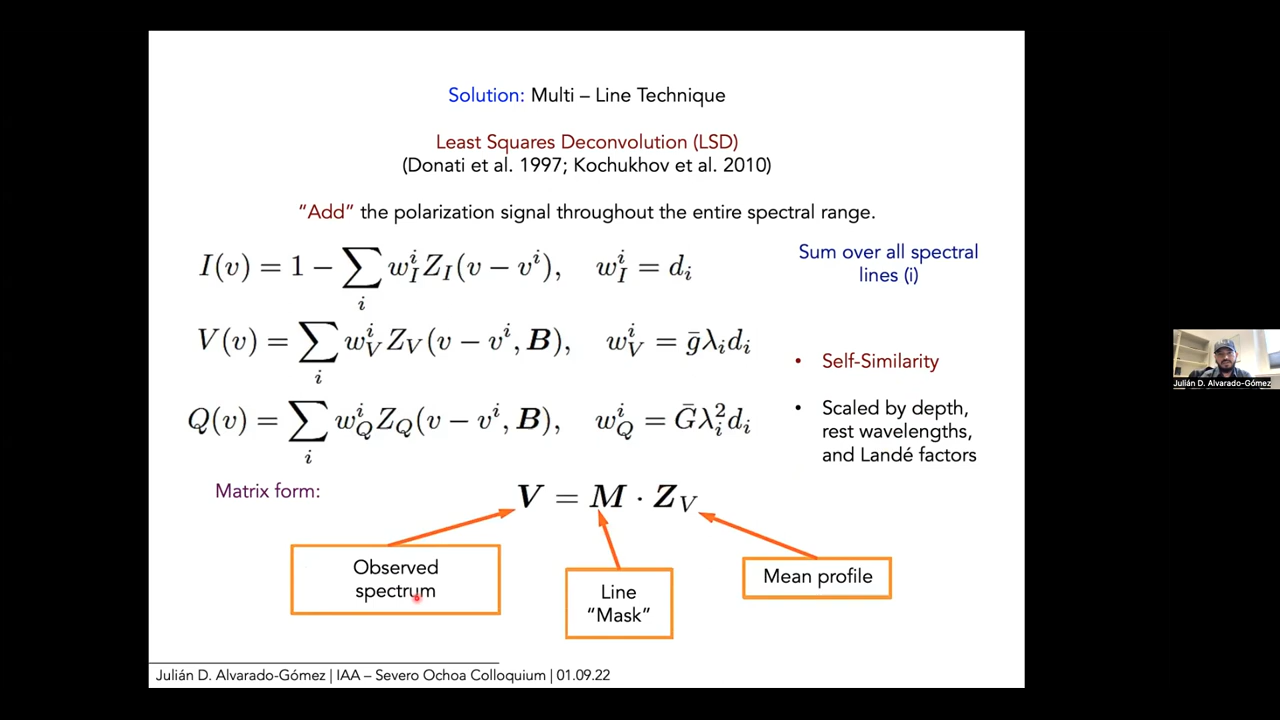 Solution: Multi – Line Technique
Least Squares Deconvolution (LSD)
(Donati et al. 1997; Kochukhov et al. 2010)
“Add” the polarization signal throughout the entire spectral range.
I(v) = 1 − ∑_i w_I^i Z_I(v − v^i), w_I^i = d_i
Sum over all spectral
lines (i)
V(v) = ∑_i w_V^i Z_V(v − v^i, B), w_V^i = ḡλ_i d_i
Q(v) = ∑_i w_Q^i Z_Q(v − v^i, B), w_Q^i = Ḡλ_i^2 d_i
• Self-Similarity
• Scaled by depth,
rest wavelengths,
and Landé factors
Matrix form:
V = M · Z_V
Observed
spectrum
Line
“Mask”
Mean profile
Julián D. Alvarado-Gómez | IAA – Severo Ochoa Colloquium | 01.09.22
Julián D. Alvarado-Gómez